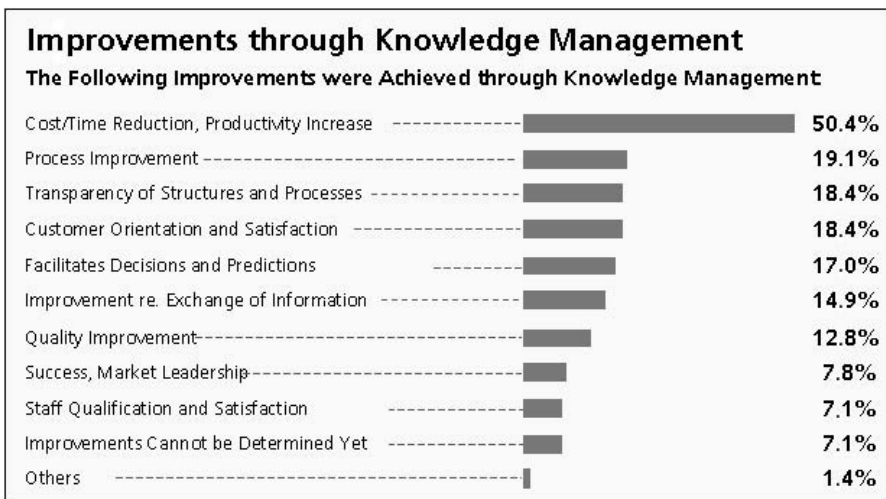 Improvements through Knowledge Management
The Following Improvements were Achieved through Knowledge Management
Cost/Time Reduction, Productivity Increase 50.4%
Process Improvement 19.1%
Transparency of Structures and Processes 18.4%
Customer Orientation and Satisfaction 18.4%
Facilitates Decisions and Predictions 17.0%
Improvement re. Exchange of Information 14.9%
Quality Improvement 12.8%
Success, Market Leadership 7.8%
Staff Qualification and Satisfaction 7.1%
Improvements Cannot be Determined Yet 7.1%
Others 1.4%